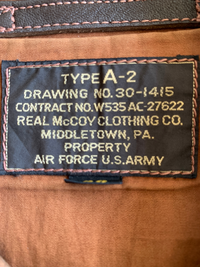 TYPE A-2
DRAWING NO.30-1415
CONTRACT NO.W535 AC-27622
REAL McCOY CLOTHING CO.
MIDDLETOWN, PA.
PROPERTY
AIR FORCE U.S.ARMY